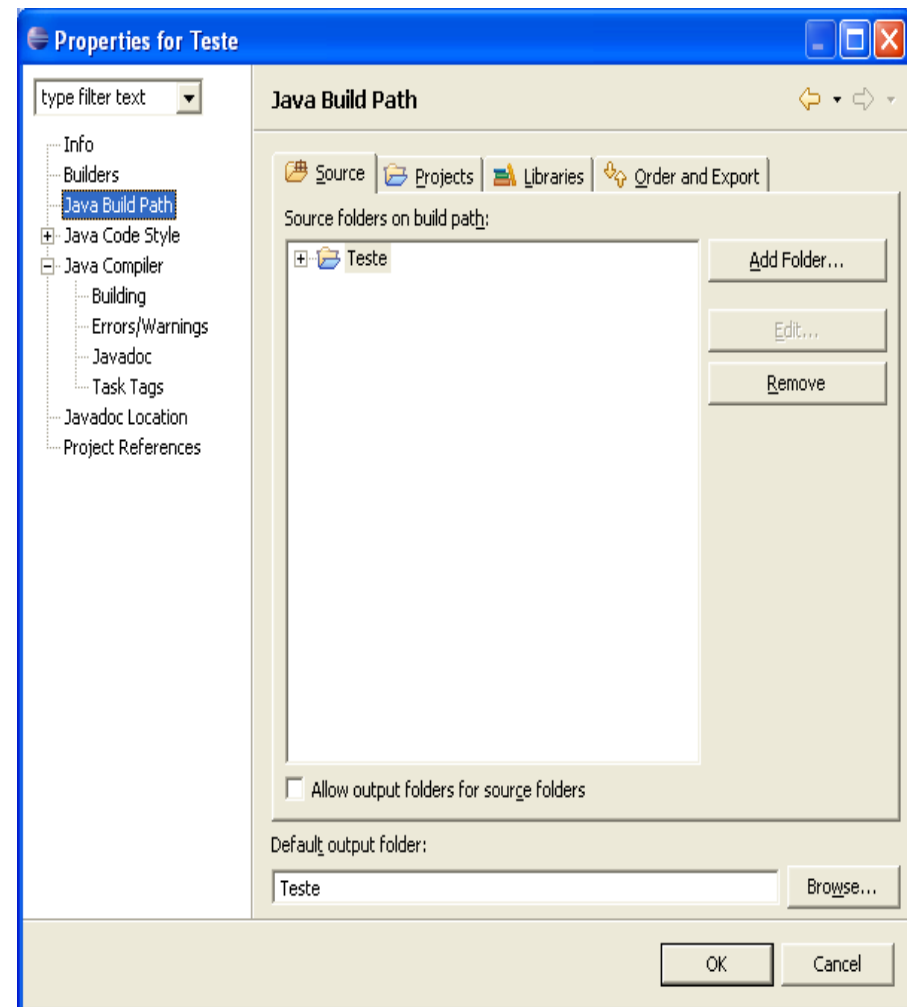 Properties for Teste
type filter text
Info
Builders
Java Build Path
Java Code Style
Java Compiler
Building
Errors/Warnings
Javadoc
Task Tags
Javadoc Location
Project References
Java Build Path
Source Projects Libraries Order and Export
Source folders on build path:
Teste
Add Folder...
Edit...
Remove
Allow output folders for source folders
Default output folder:
Teste Browse...
OK Cancel